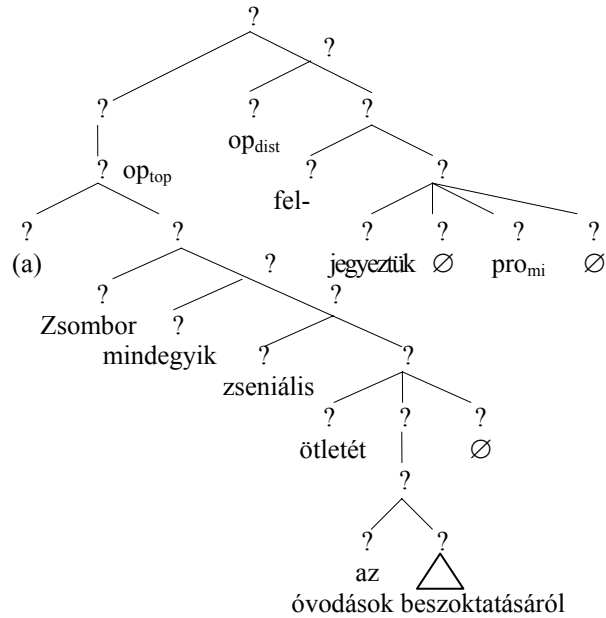 ?
?
? ? ?
? op_top op_dist ? ?
fel-
? ? ? ? ? ?
(a) jegyeztük ∅ pro_mi ∅
? ?
? ?
Zsombor
mindegyik ? ?
zseniális
? ? ?
ötletét ∅
?
? ?
az
óvodások beszoktatásáról